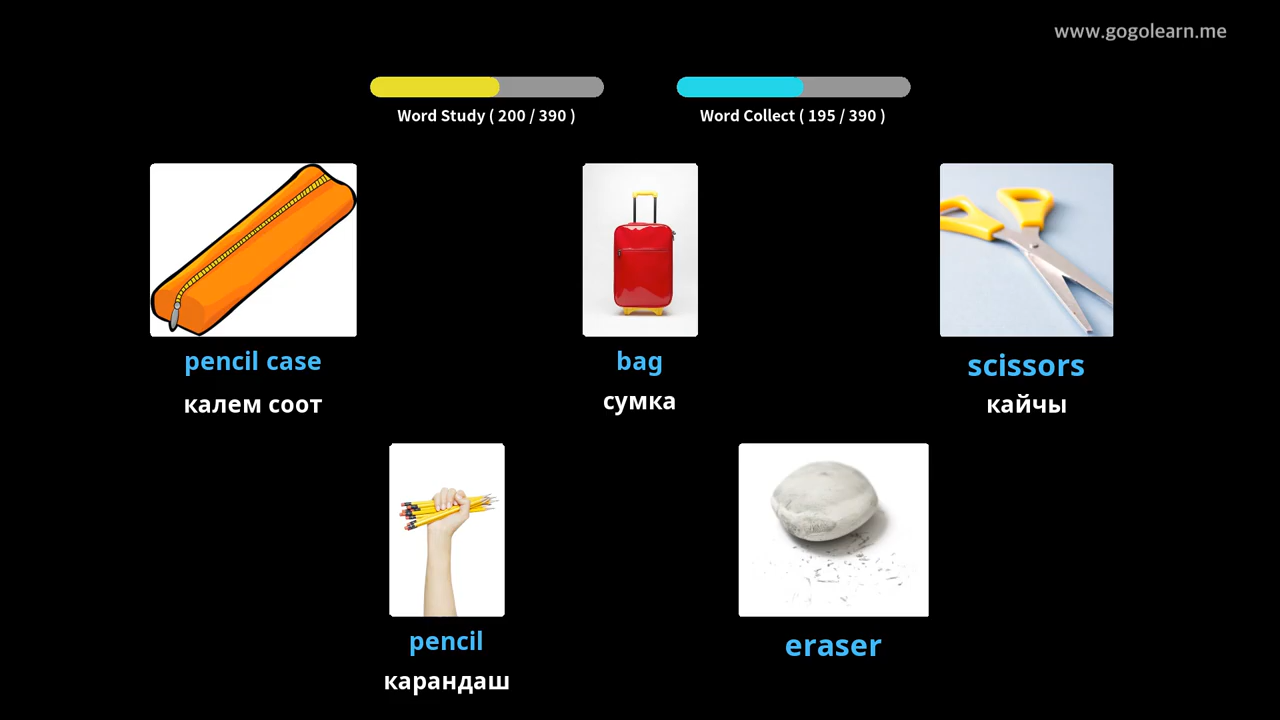 www.gogolearn.me
Word Study ( 200 / 390 )
Word Collect ( 195 / 390 )
pencil case
калем соот
bag
сумка
scissors
кайчы
pencil
карандаш
eraser